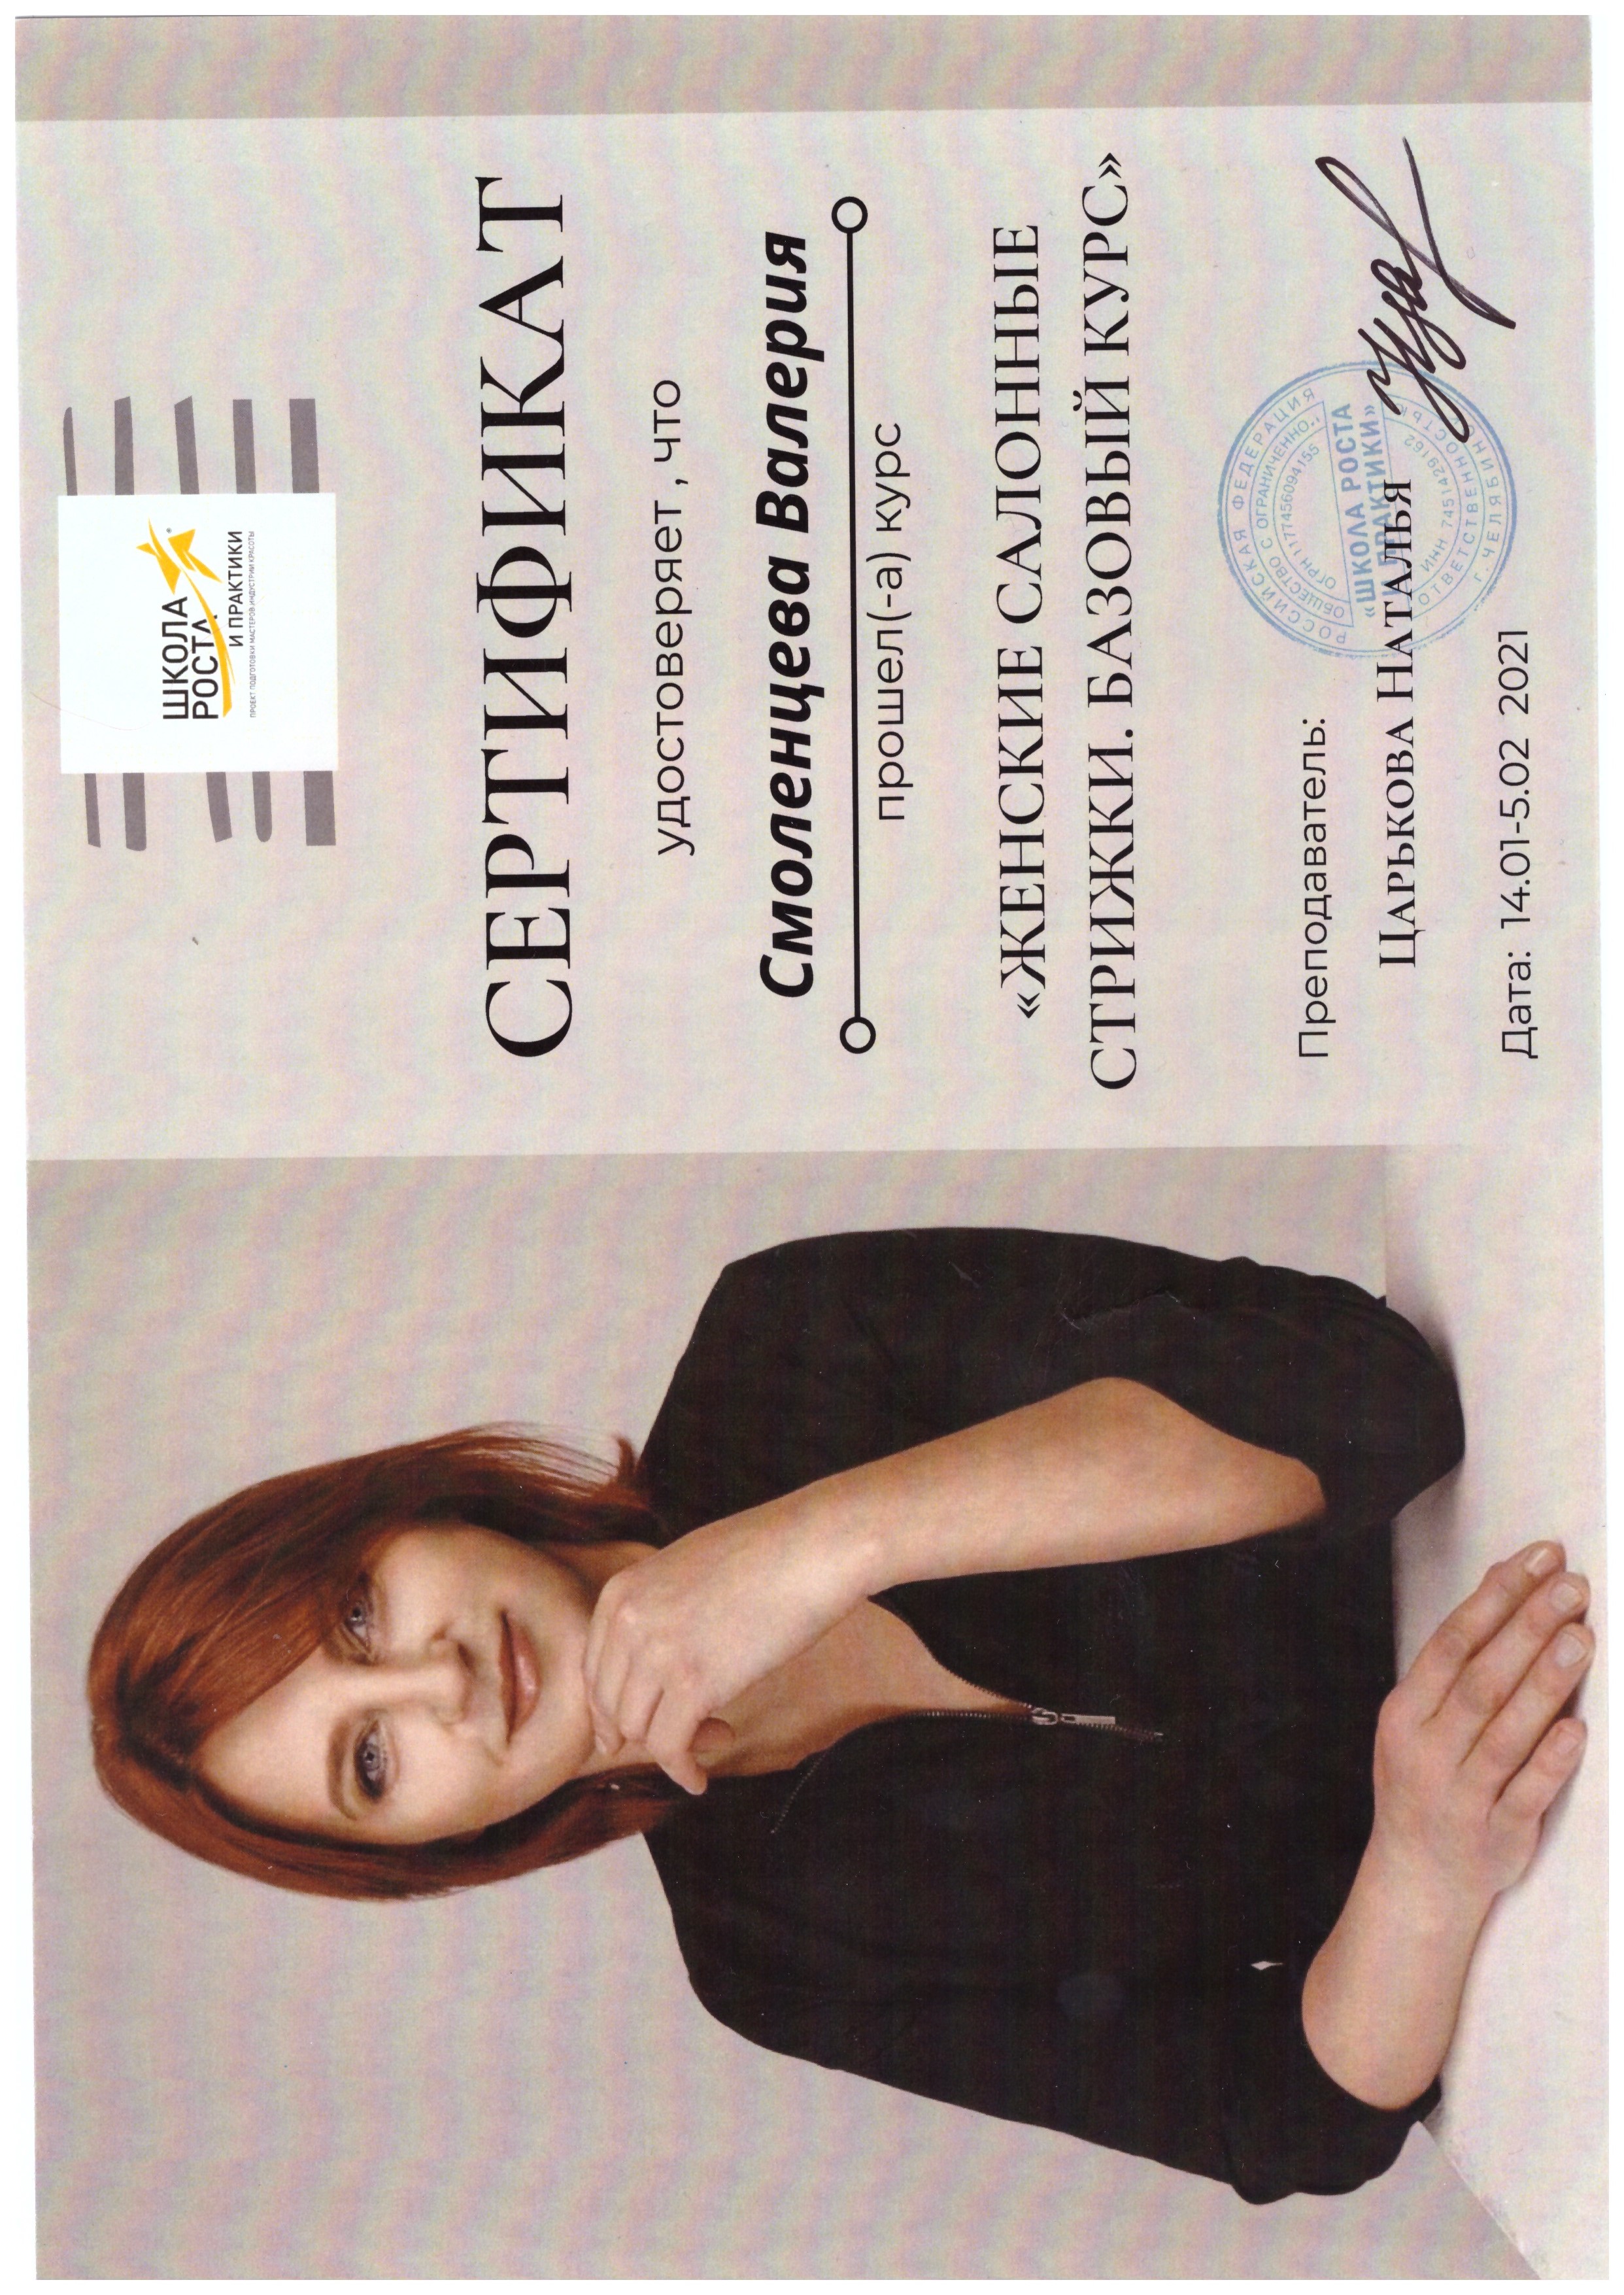 ШКОЛА
РОСТА
И ПРАКТИКИ
ПРОЕКТ ПОДГОТОВКИ МАСТЕРОВ ИНДУСТРИИ КРАСОТЫ
СЕРТИФИКАТ
удостоверяет , что
Смоленцева Валерия
прошел(-а) курс
«ЖЕНСКИЕ САЛОННЫЕ
СТРИЖКИ. БАЗОВЫЙ КУРС»
Преподаватель:
ЦАРЬКОВА НАТАЛЬЯ
Дата: 14.01-5.02 2021
РОССИЙСКАЯ ФЕДЕРАЦИЯ
ОБЩЕСТВО С ОГРАНИЧЕННО
ОГРН 1177456094155
«ШКОЛА РОСТА
И ПРАКТИКИ»
ИНН 7451429162
ОТВЕТСТВЕННОСТЬЮ
г. ЧЕЛЯБИНСК